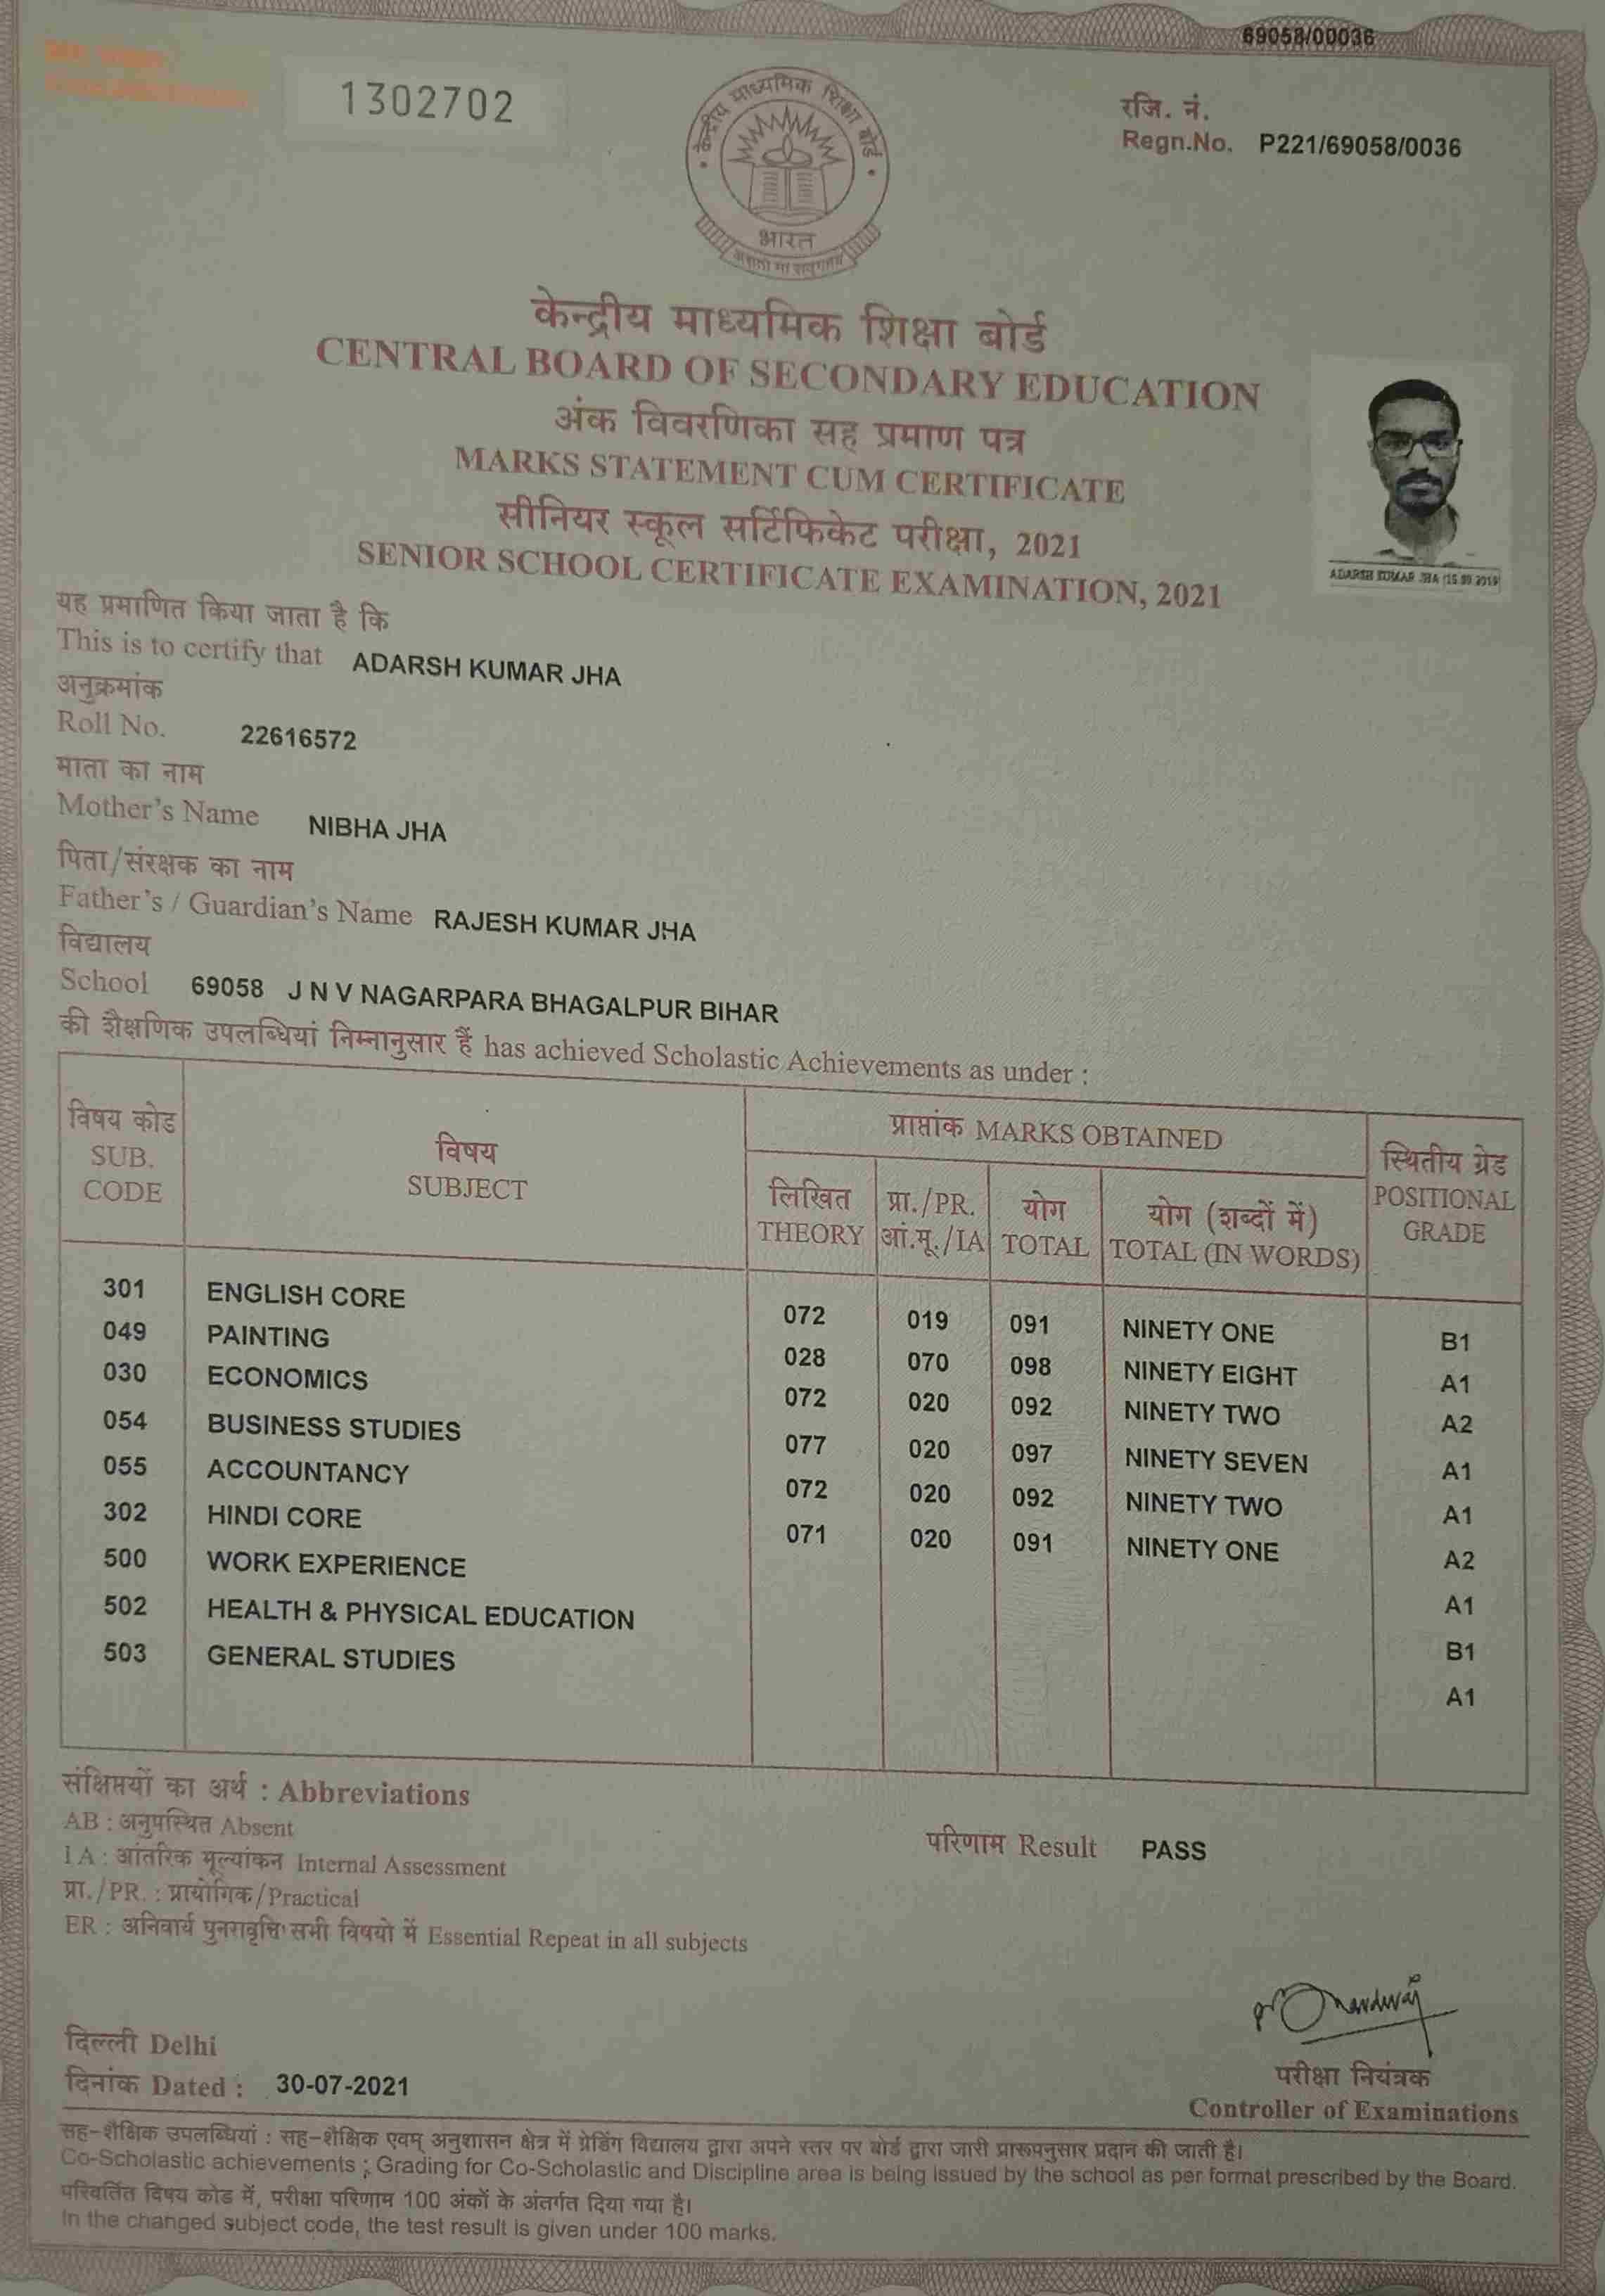 69058/00036
1302702
रजि. नं.
Regn.No. P221/69058/0036
केन्द्रीय माध्यमिक शिक्षा बोर्ड
भारत
असतो मा सद्गमय
केन्द्रीय माध्यमिक शिक्षा बोर्ड
CENTRAL BOARD OF SECONDARY EDUCATION
अंक विवरणिका सह प्रमाण पत्र
MARKS STATEMENT CUM CERTIFICATE
सीनियर स्कूल सर्टिफिकेट परीक्षा, 2021
SENIOR SCHOOL CERTIFICATE EXAMINATION, 2021
ADARSH KUMAR JHA
यह प्रमाणित किया जाता है कि
This is to certify that ADARSH KUMAR JHA
अनुक्रमांक
Roll No. 22616572
माता का नाम
Mother's Name NIBHA JHA
पिता/संरक्षक का नाम
Father's / Guardian's Name RAJESH KUMAR JHA
विद्यालय
School 69058 J N V NAGARPARA BHAGALPUR BIHAR
की शैक्षणिक उपलब्धियां निम्नानुसार हैं has achieved Scholastic Achievements as under :
विषय कोड SUB. CODE
विषय SUBJECT
प्राप्तांक MARKS OBTAINED
लिखित THEORY
प्रा./PR. आं.मू./IA
योग TOTAL
योग (शब्दों में) TOTAL (IN WORDS)
स्थितीय ग्रेड POSITIONAL GRADE
301 ENGLISH CORE 072 019 091 NINETY ONE B1
049 PAINTING 028 070 098 NINETY EIGHT A1
030 ECONOMICS 072 020 092 NINETY TWO A2
054 BUSINESS STUDIES 077 020 097 NINETY SEVEN A1
055 ACCOUNTANCY 072 020 092 NINETY TWO A1
302 HINDI CORE 071 020 091 NINETY ONE A2
500 WORK EXPERIENCE A1
502 HEALTH & PHYSICAL EDUCATION B1
503 GENERAL STUDIES A1
संक्षिप्तयों का अर्थ : Abbreviations
AB : अनुपस्थित Absent
I A : आंतरिक मूल्यांकन Internal Assessment
प्रा./PR. : प्रायोगिक/Practical
ER : अनिवार्य पुनरावृत्ति सभी विषयो में Essential Repeat in all subjects
परिणाम Result PASS
दिल्ली Delhi
दिनांक Dated : 30-07-2021
परीक्षा नियंत्रक
Controller of Examinations
सह-शैक्षिक उपलब्धियां : सह-शैक्षिक एवम् अनुशासन क्षेत्र में ग्रेडिंग विद्यालय द्वारा अपने स्तर पर बोर्ड द्वारा जारी प्रारूपनुसार प्रदान की जाती है।
Co-Scholastic achievements ; Grading for Co-Scholastic and Discipline area is being issued by the school as per format prescribed by the Board.
परिवर्तित विषय कोड में, परीक्षा परिणाम 100 अंकों के अंतर्गत दिया गया है।
In the changed subject code, the test result is given under 100 marks.